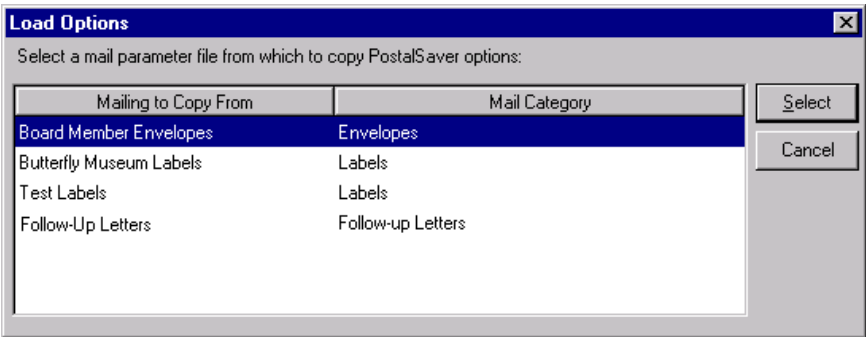 Load Options
Select a mail parameter file from which to copy PostalSaver options:
Mailing to Copy From Mail Category
Board Member Envelopes Envelopes
Butterfly Museum Labels Labels
Test Labels Labels
Follow-Up Letters Follow-up Letters
Select
Cancel